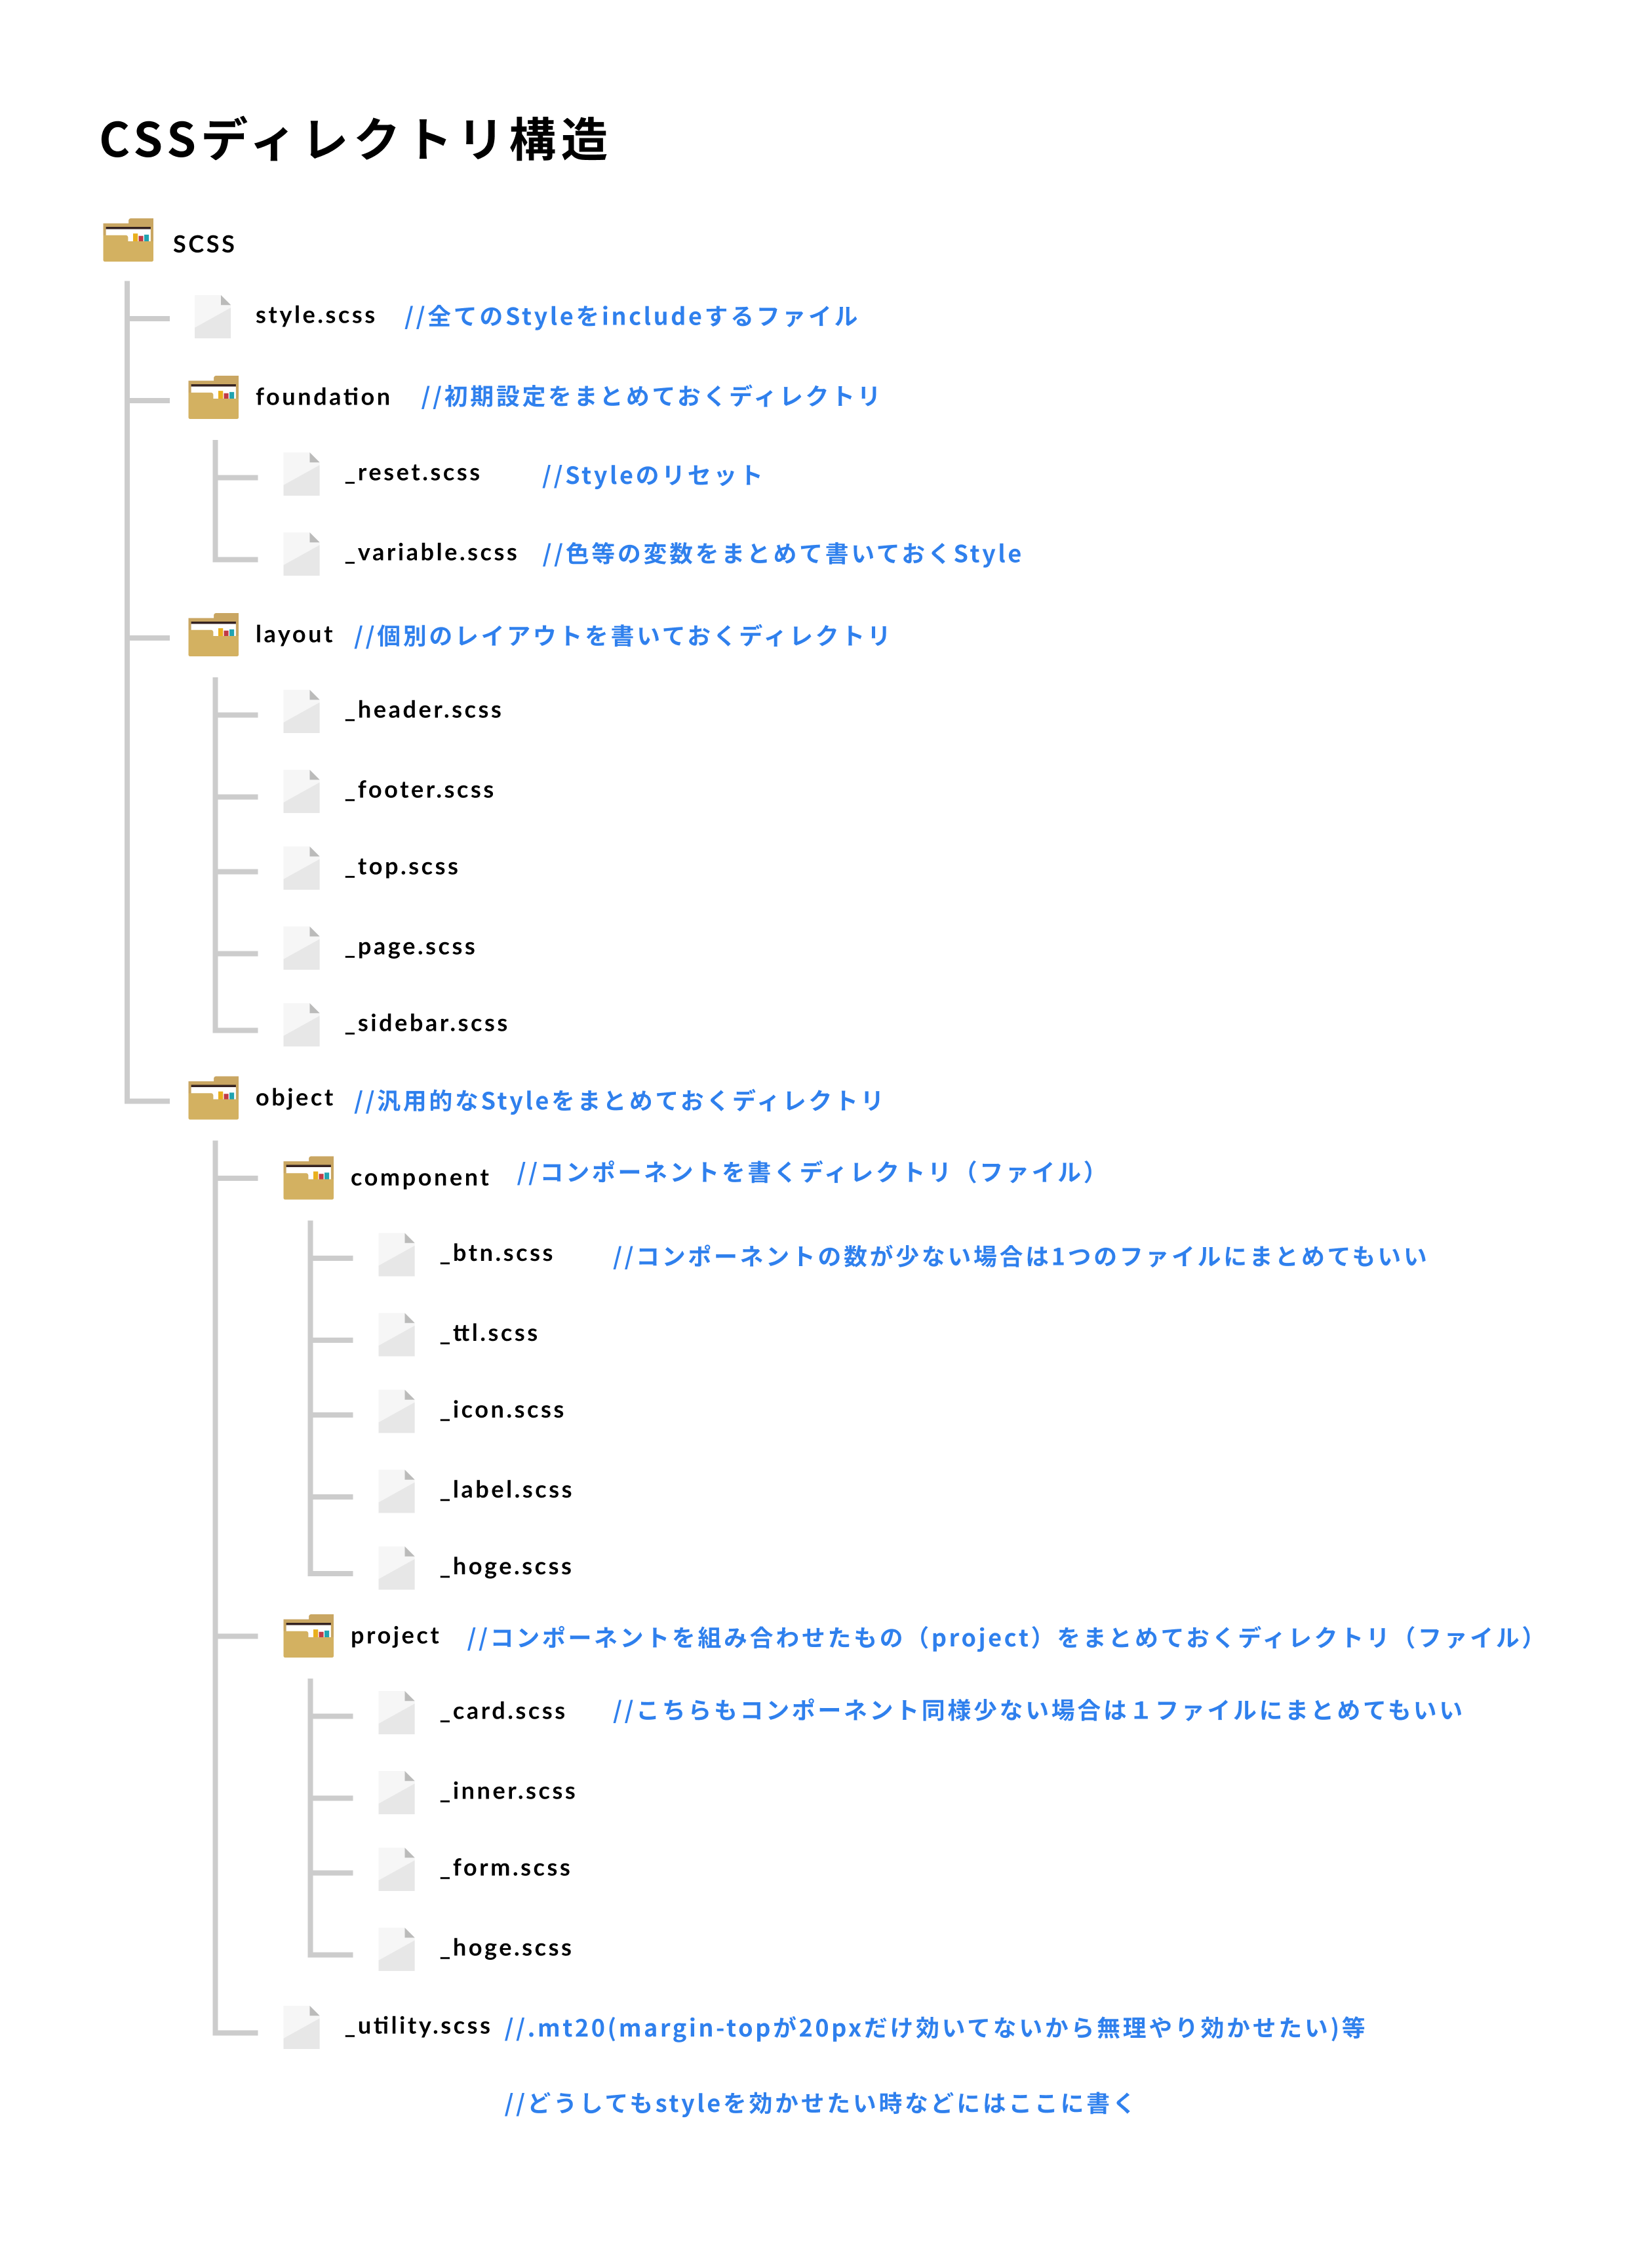 CSSディレクトリ構造
SCSS
style.scss //全てのStyleをincludeするファイル
foundation //初期設定をまとめておくディレクトリ
_reset.scss //Styleのリセット
_variable.scss //色等の変数をまとめて書いておくStyle
layout //個別のレイアウトを書いておくディレクトリ
_header.scss
_footer.scss
_top.scss
_page.scss
_sidebar.scss
object //汎用的なStyleをまとめておくディレクトリ
component //コンポーネントを書くディレクトリ（ファイル）
_btn.scss //コンポーネントの数が少ない場合は1つのファイルにまとめてもいい
_ttl.scss
_icon.scss
_label.scss
_hoge.scss
project //コンポーネントを組み合わせたもの（project）をまとめておくディレクトリ（ファイル）
_card.scss //こちらもコンポーネント同様少ない場合は１ファイルにまとめてもいい
_inner.scss
_form.scss
_hoge.scss
_utility.scss //.mt20(margin-topが20pxだけ効いてないから無理やり効かせたい)等
//どうしてもstyleを効かせたい時などにはここに書く